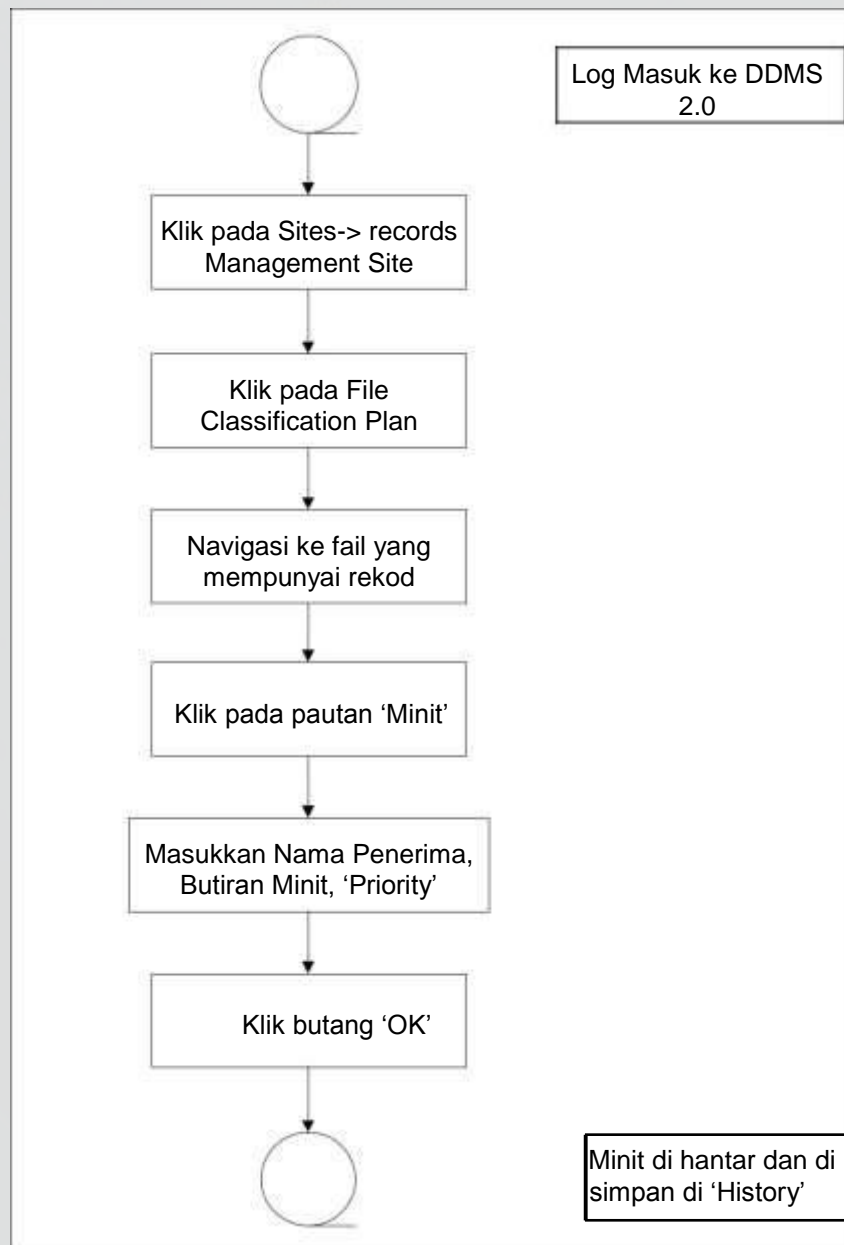 Log Masuk ke DDMS
2.0
Klik pada Sites-> records
Management Site
Klik pada File
Classification Plan
Navigasi ke fail yang
mempunyai rekod
Klik pada pautan ‘Minit’
Masukkan Nama Penerima,
Butiran Minit, ‘Priority’
Klik butang ‘OK’
Minit di hantar dan di
simpan di ‘History’